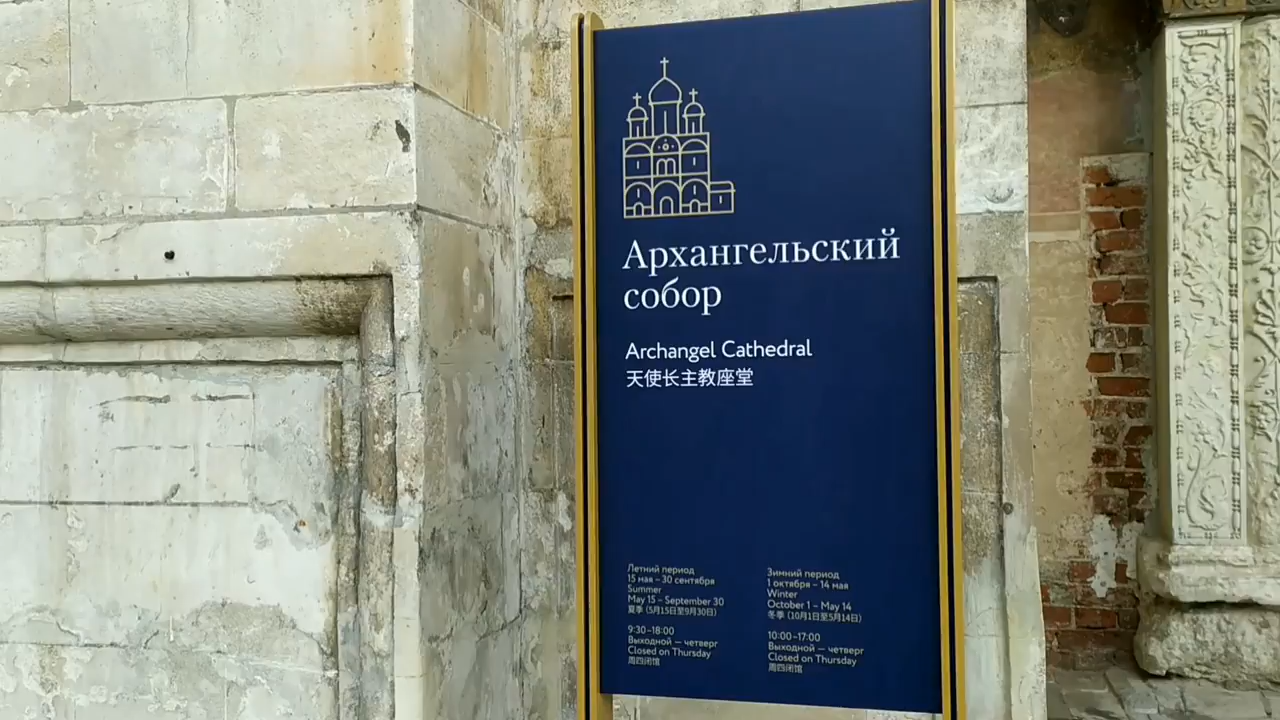 Архангельский
собор
Archangel Cathedral
天使长主教座堂
Летний период
15 мая – 30 сентября
Summer
May 15 – September 30
夏季 (5月15日至9月30日)
9:30–18:00
Выходной — четверг
Closed on Thursday
周四闭馆
Зимний период
1 октября – 14 мая
Winter
October 1 – May 14
冬季 (10月1日至5月14日)
10:00–17:00
Выходной — четверг
Closed on Thursday
周四闭馆